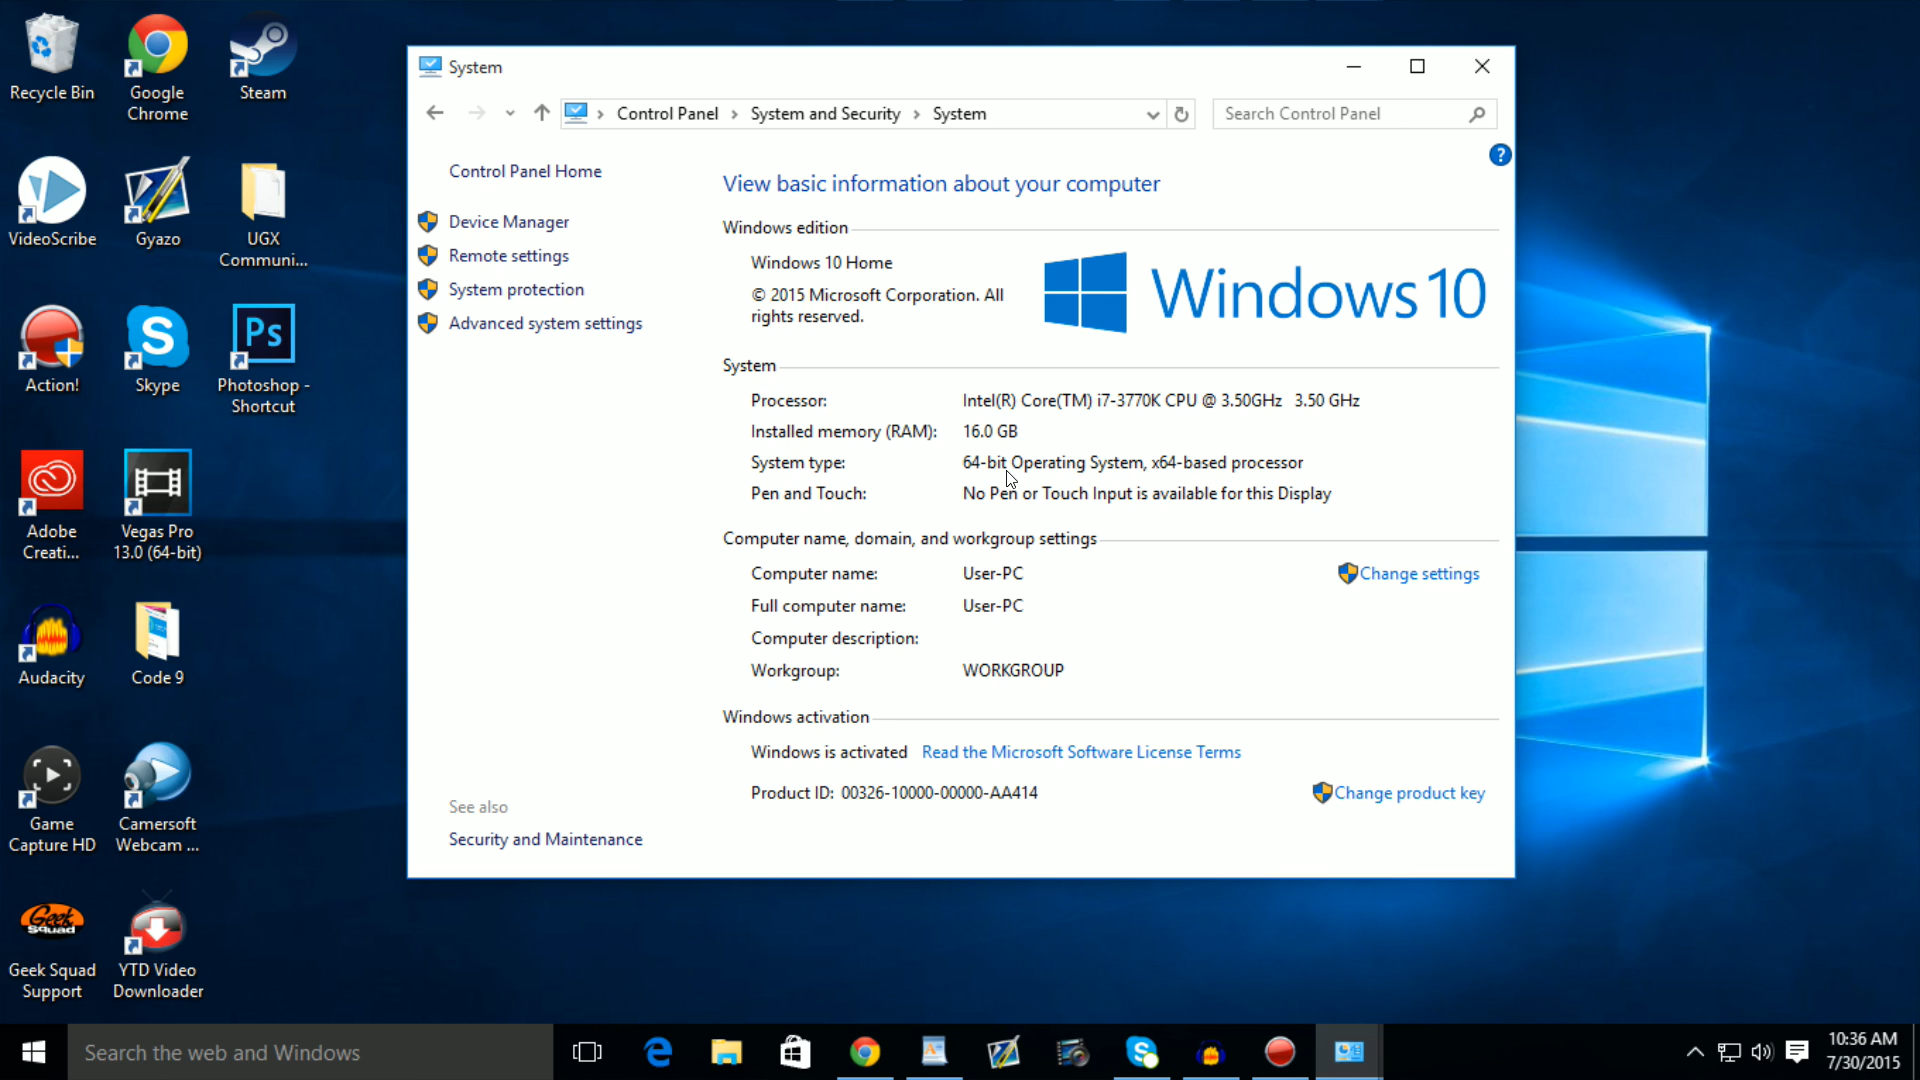 Recycle Bin
Google
Chrome
Steam
VideoScribe
Gyazo
UGX
Communi...
Action!
Skype
Ps
Photoshop -
Shortcut
Adobe
Creati...
Vegas Pro
13.0 (64-bit)
Audacity
Code 9
Game
Capture HD
Camersoft
Webcam ...
Geek
Squad
Geek Squad
Support
YTD Video
Downloader
System
Control Panel > System and Security > System
Search Control Panel
Control Panel Home
Device Manager
Remote settings
System protection
Advanced system settings
See also
Security and Maintenance
View basic information about your computer
Windows edition
Windows 10 Home
© 2015 Microsoft Corporation. All
rights reserved.
Windows 10
System
Processor: Intel(R) Core(TM) i7-3770K CPU @ 3.50GHz 3.50 GHz
Installed memory (RAM): 16.0 GB
System type: 64-bit Operating System, x64-based processor
Pen and Touch: No Pen or Touch Input is available for this Display
Computer name, domain, and workgroup settings
Computer name: User-PC Change settings
Full computer name: User-PC
Computer description:
Workgroup: WORKGROUP
Windows activation
Windows is activated Read the Microsoft Software License Terms
Product ID: 00326-10000-00000-AA414 Change product key
Search the web and Windows
10:36 AM
7/30/2015